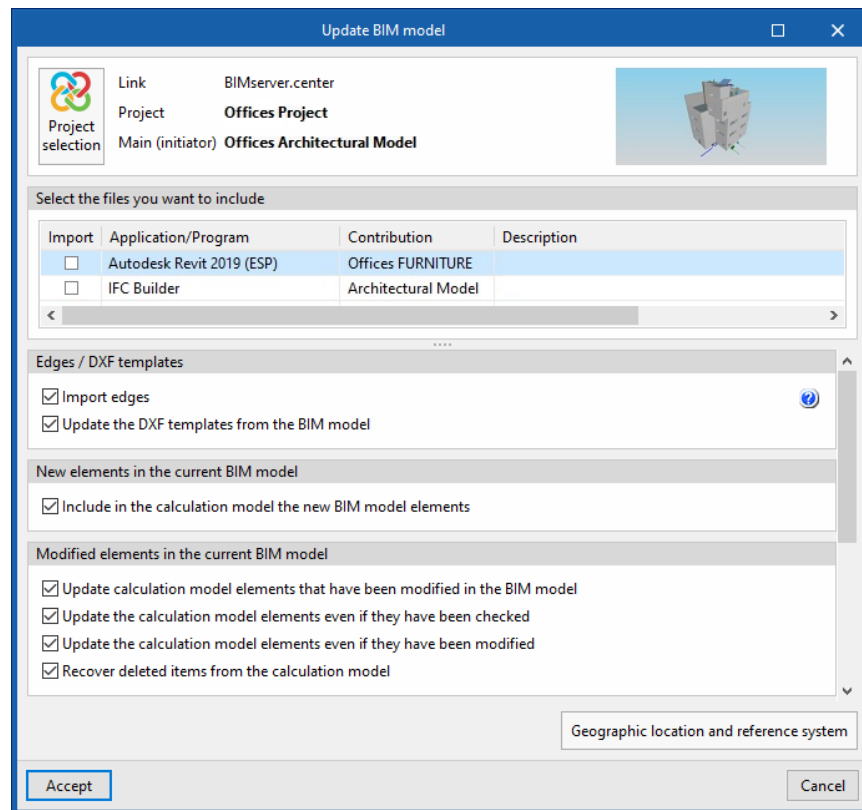 Update BIM model
Project selection
Link BIMserver.center
Project Offices Project
Main (initiator) Offices Architectural Model
Select the files you want to include
Import Application/Program Contribution Description
Autodesk Revit 2019 (ESP) Offices FURNITURE
IFC Builder Architectural Model
Edges / DXF templates
Import edges
Update the DXF templates from the BIM model
New elements in the current BIM model
Include in the calculation model the new BIM model elements
Modified elements in the current BIM model
Update calculation model elements that have been modified in the BIM model
Update the calculation model elements even if they have been checked
Update the calculation model elements even if they have been modified
Recover deleted items from the calculation model
Geographic location and reference system
Accept Cancel